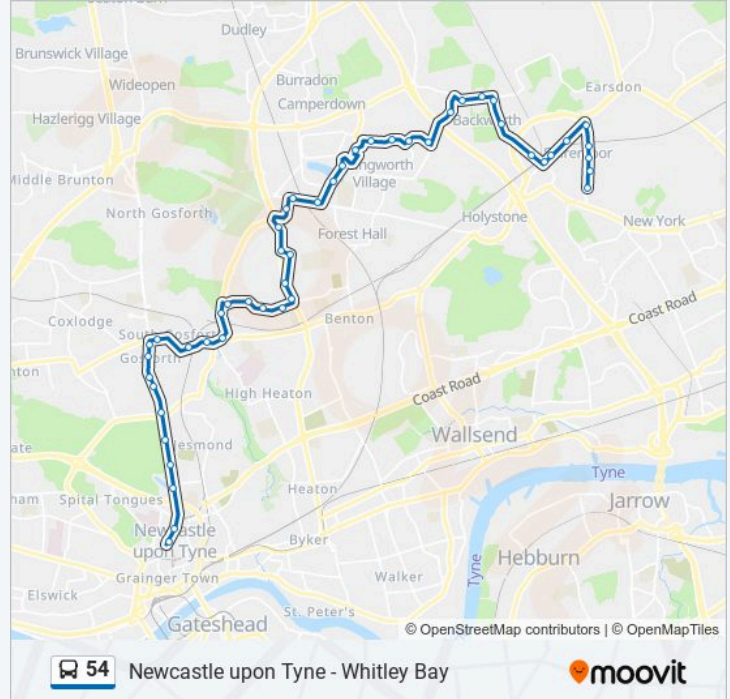 Dudley
Brunswick Village
Burradon
Wideopen
Camperdown
Earsdon
Hazlerigg Village
Backworth
Middle Brunton
Village
North Gosforth
Holystone
New York
Forest Hall
Coast Road
Coxlodge
Benton
South Gosforth
Gosforth
High Heaton
Coast Road
Jesmond
Wallsend
Tyne
Heaton
Spital Tongues
Jarrow
Newcastle
upon Tyne
Byker
Hebburn
Tyne
Grainger Town
Walker
Elswick
St. Peter's
Gateshead
© OpenStreetMap contributors | © OpenMapTiles
54 Newcastle upon Tyne - Whitley Bay
moovit